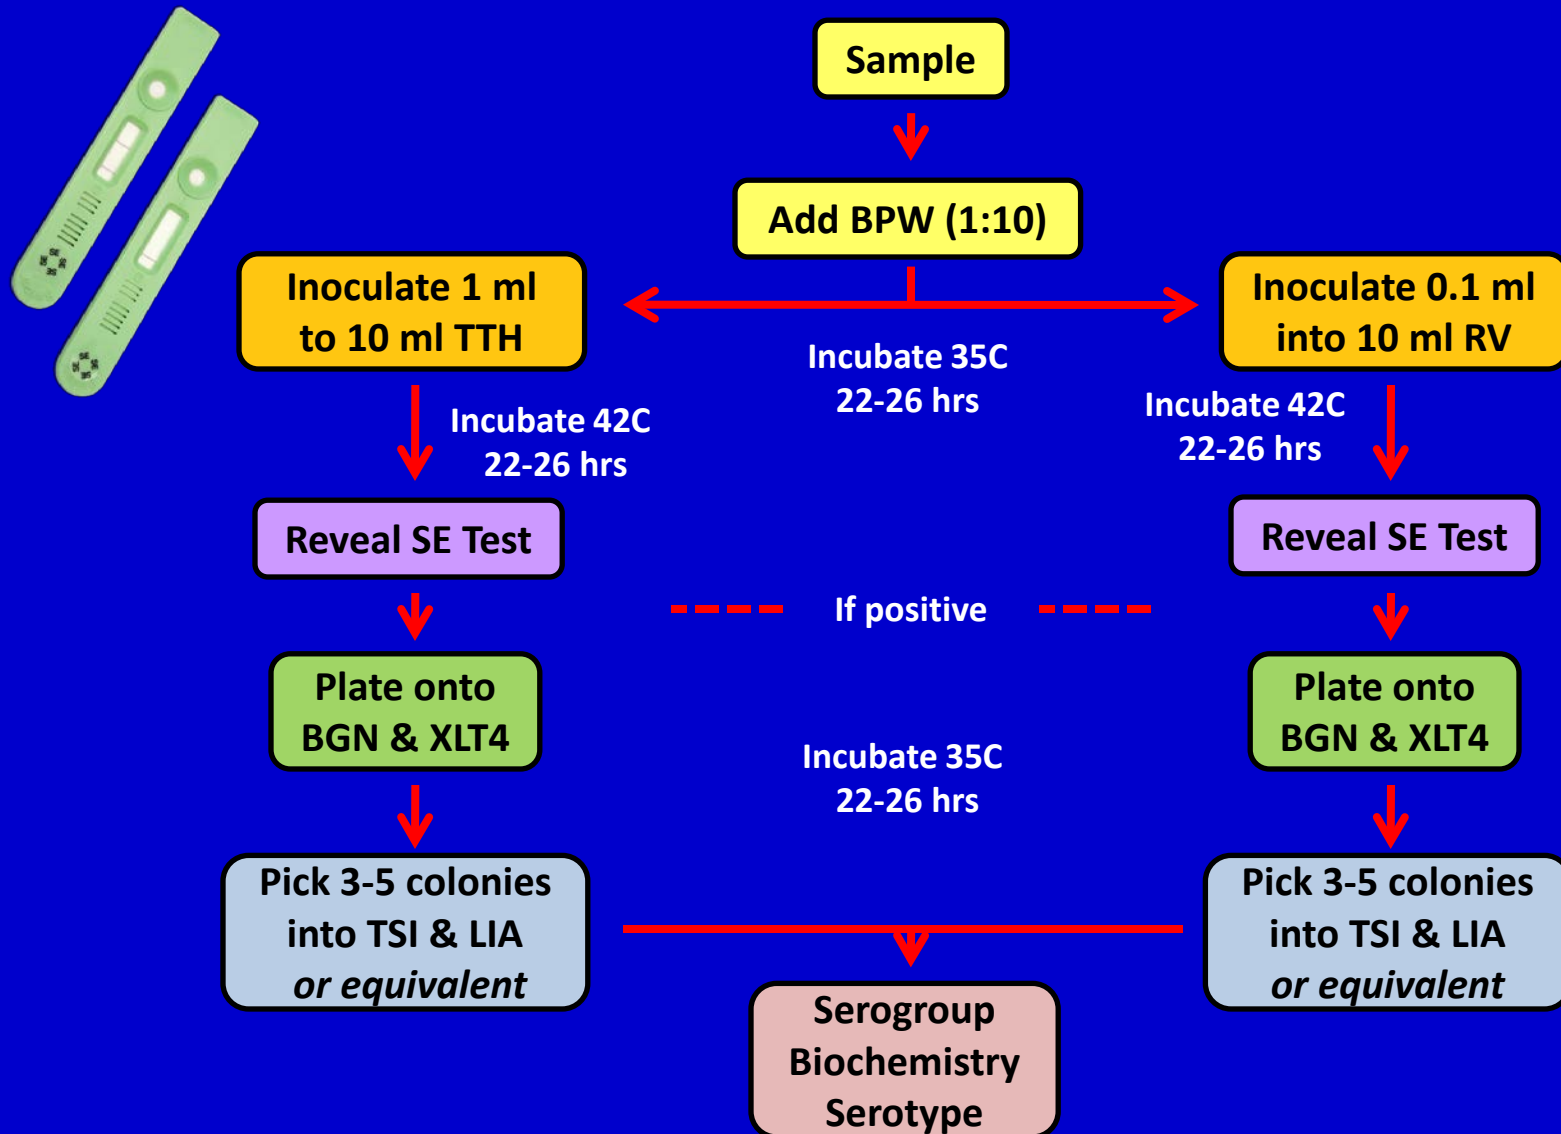 Sample
Add BPW (1:10)
Inoculate 1 ml
to 10 ml TTH
Inoculate 0.1 ml
into 10 ml RV
Incubate 35C
22-26 hrs
Incubate 42C
22-26 hrs
Incubate 42C
22-26 hrs
Reveal SE Test
Reveal SE Test
If positive
Plate onto
BGN & XLT4
Plate onto
BGN & XLT4
Incubate 35C
22-26 hrs
Pick 3-5 colonies
into TSI & LIA
or equivalent
Pick 3-5 colonies
into TSI & LIA
or equivalent
Serogroup
Biochemistry
Serotype